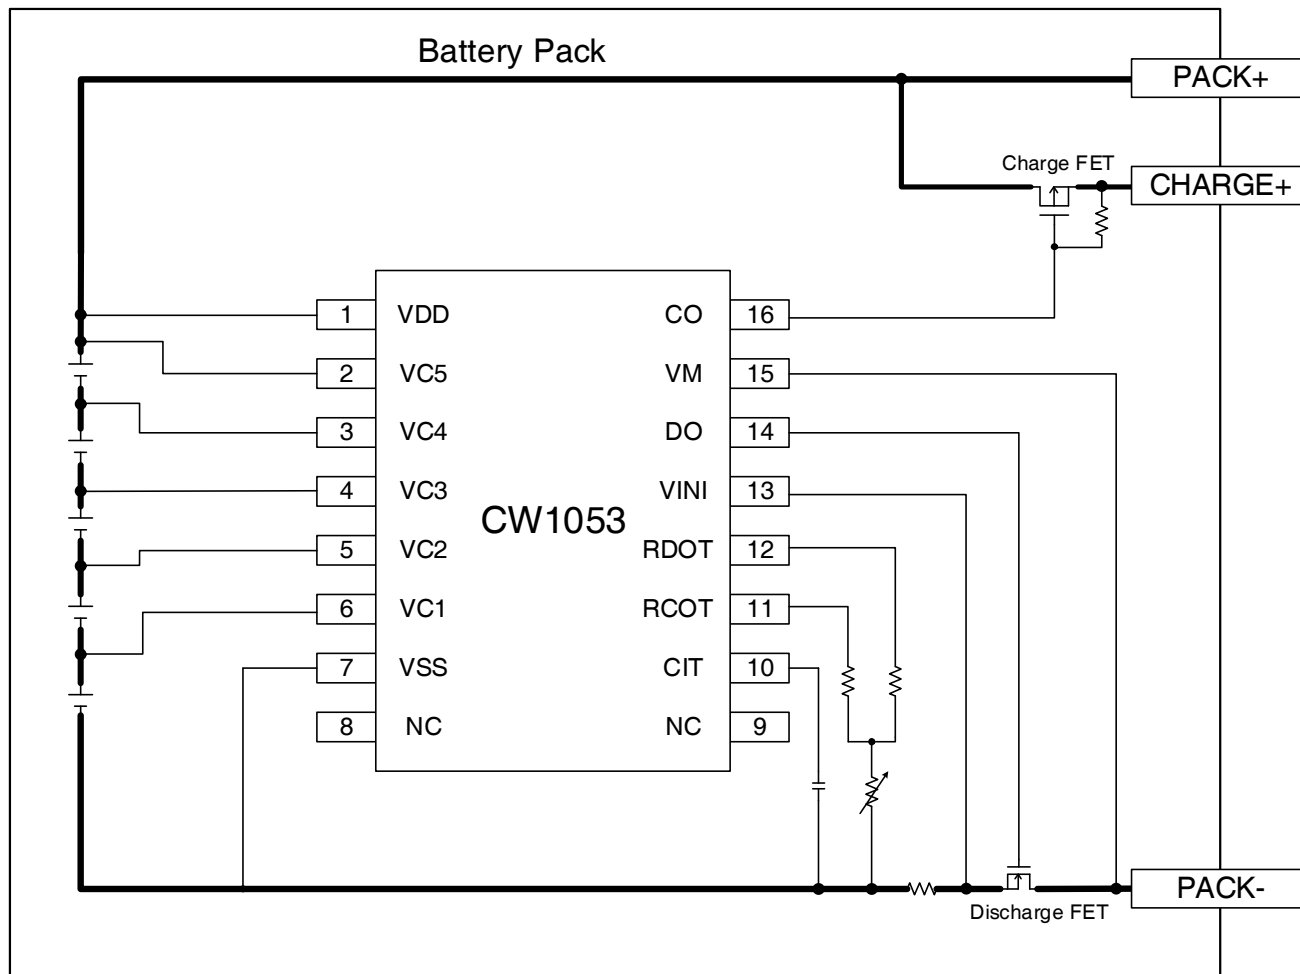 Battery Pack
PACK+
Charge FET
CHARGE+
1 VDD CO 16
2 VC5 VM 15
3 VC4 DO 14
4 VC3 VINI 13
CW1053
5 VC2 RDOT 12
6 VC1 RCOT 11
7 VSS CIT 10
8 NC NC 9
PACK-
Discharge FET